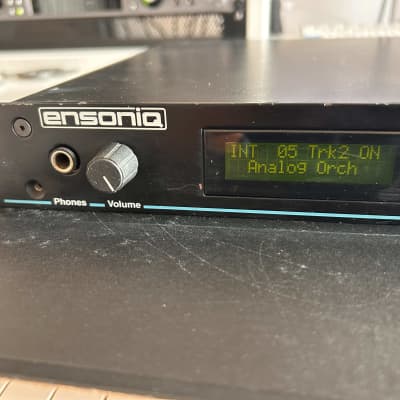 ensoniq
INT 05 Trk2 ON
Analog Orch
Phones
Volume